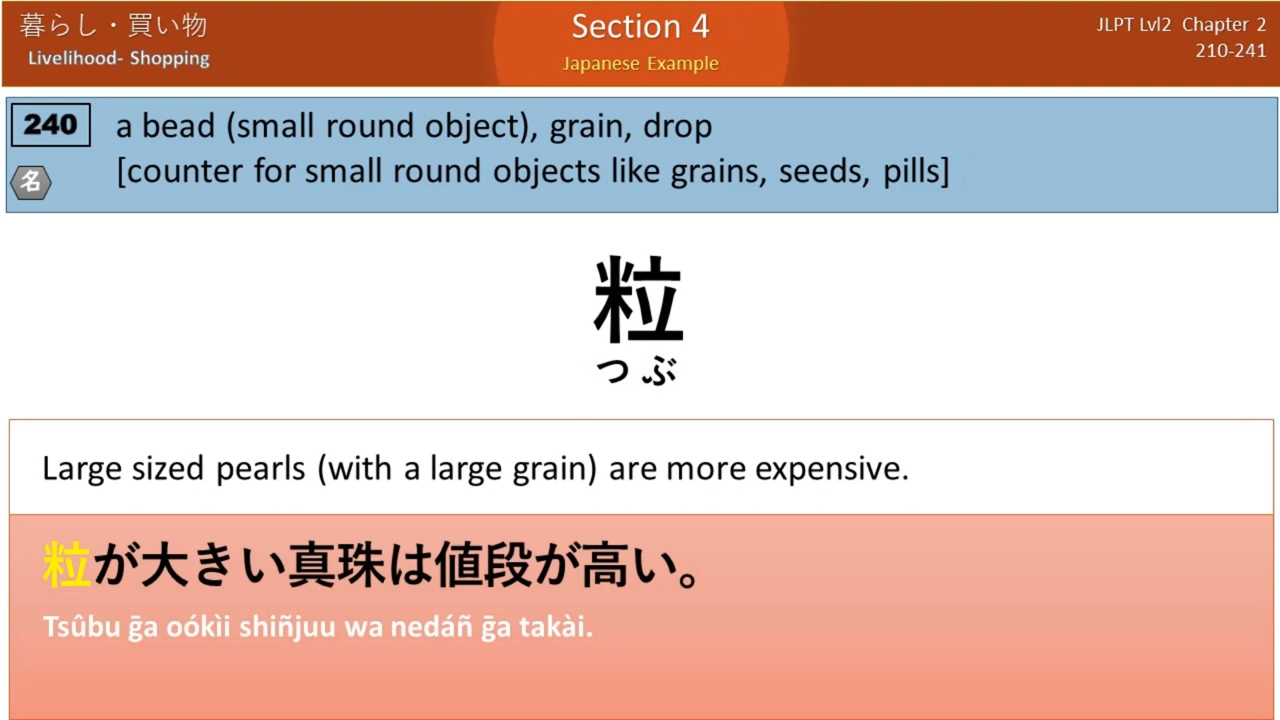 暮らし・買い物
Livelihood- Shopping
Section 4
Japanese Example
JLPT Lvl2 Chapter 2
210-241
240
名
a bead (small round object), grain, drop
[counter for small round objects like grains, seeds, pills]
粒
つぶ
Large sized pearls (with a large grain) are more expensive.
粒が大きい真珠は値段が高い。
Tsûbu ḡa oókìi shiñjuu wa nedáñ ḡa takài.